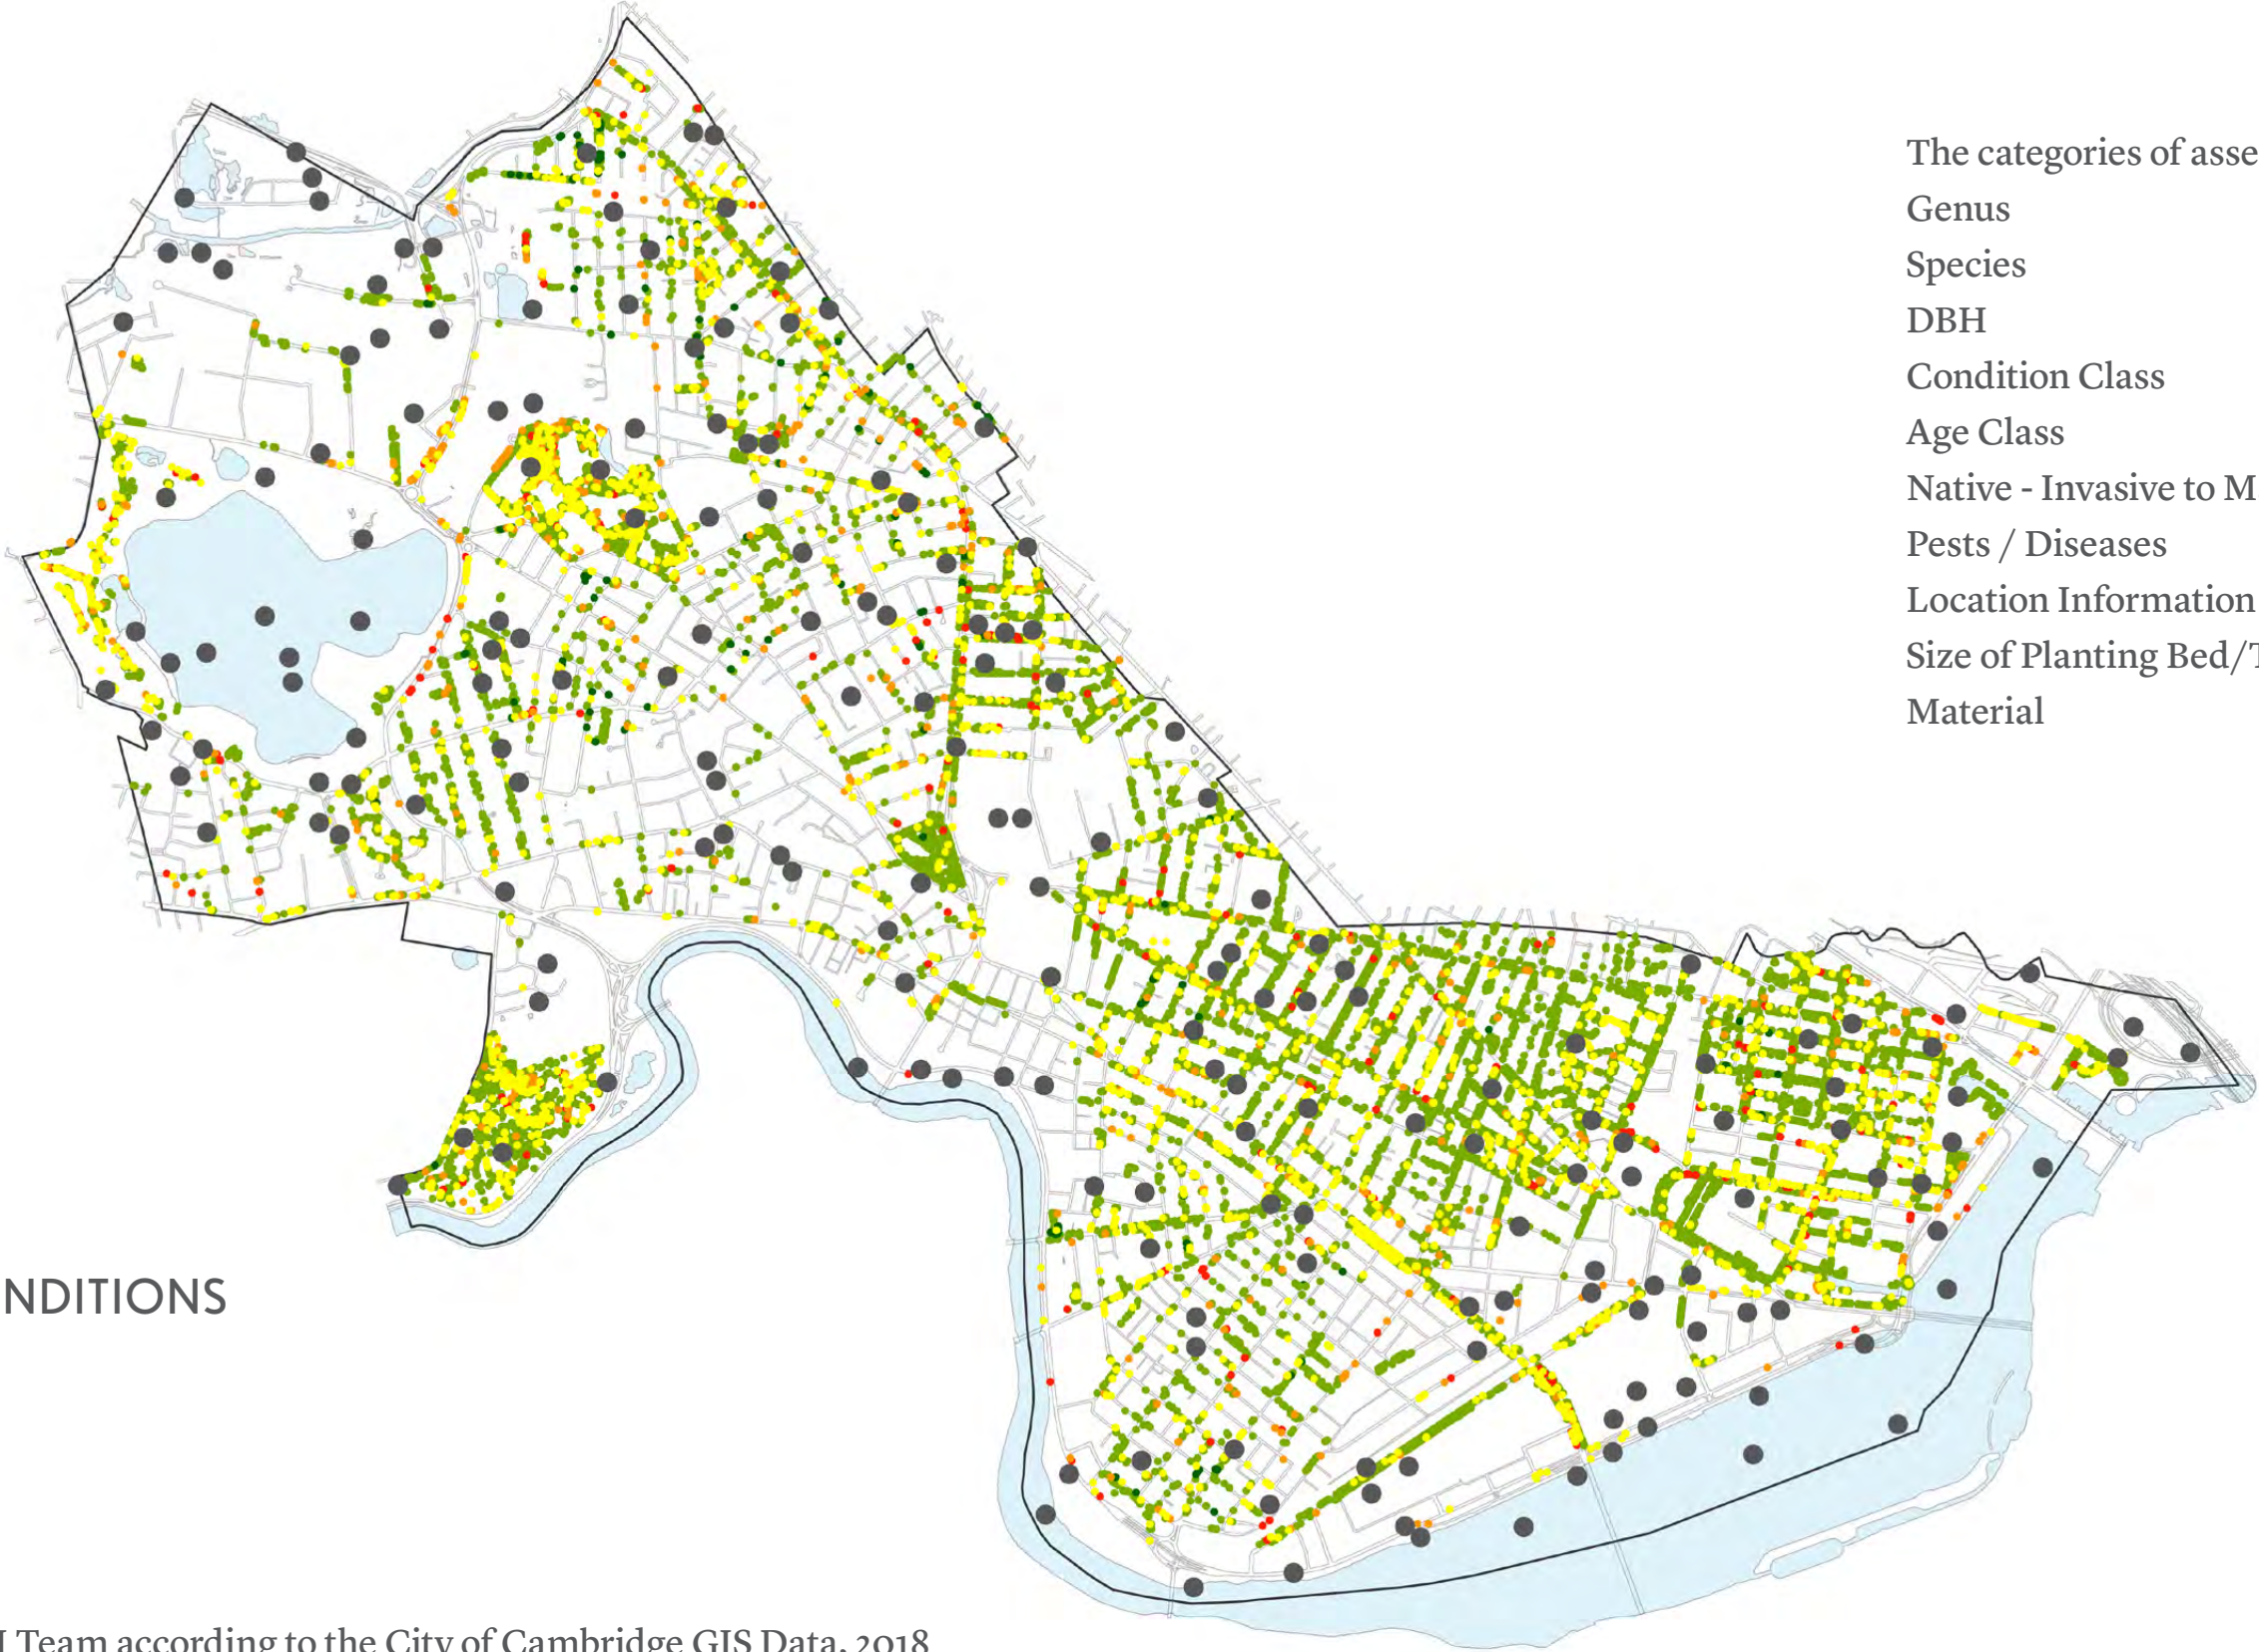 The categories of asse
Genus
Species
DBH
Condition Class
Age Class
Native - Invasive to M
Pests / Diseases
Location Information
Size of Planting Bed/T
Material
NDITIONS
Team according to the City of Cambridge GIS Data, 2018